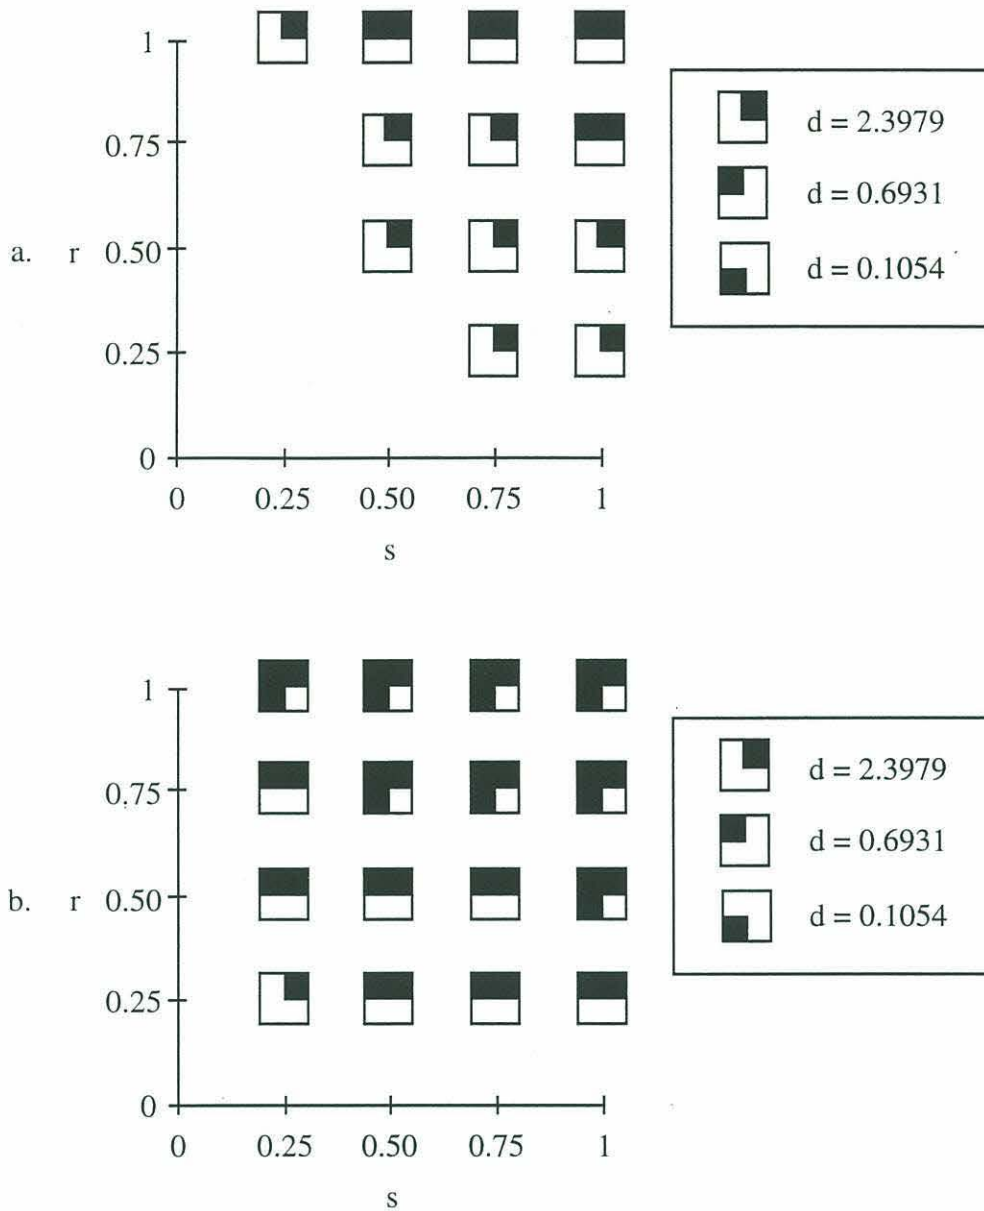 1
0.75
a. r 0.50
0.25
0
0 0.25 0.50 0.75 1
s
d = 2.3979
d = 0.6931
d = 0.1054
1
0.75
b. r 0.50
0.25
0
0 0.25 0.50 0.75 1
s
d = 2.3979
d = 0.6931
d = 0.1054